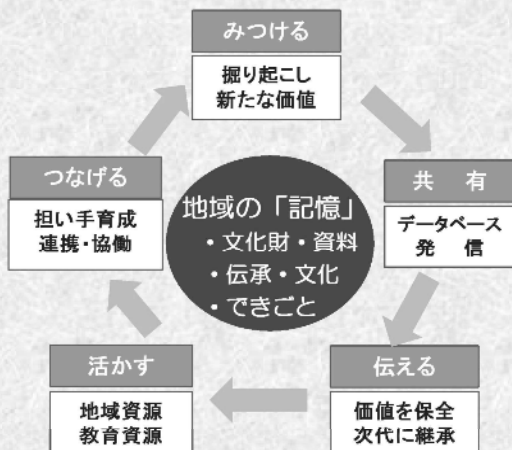 みつける
掘り起こし
新たな価値
共　有
データベース
発　信
伝える
価値を保全
次代に継承
活かす
地域資源
教育資源
つなげる
担い手育成
連携・協働
地域の「記憶」
・文化財・資料
・伝承・文化
・できごと